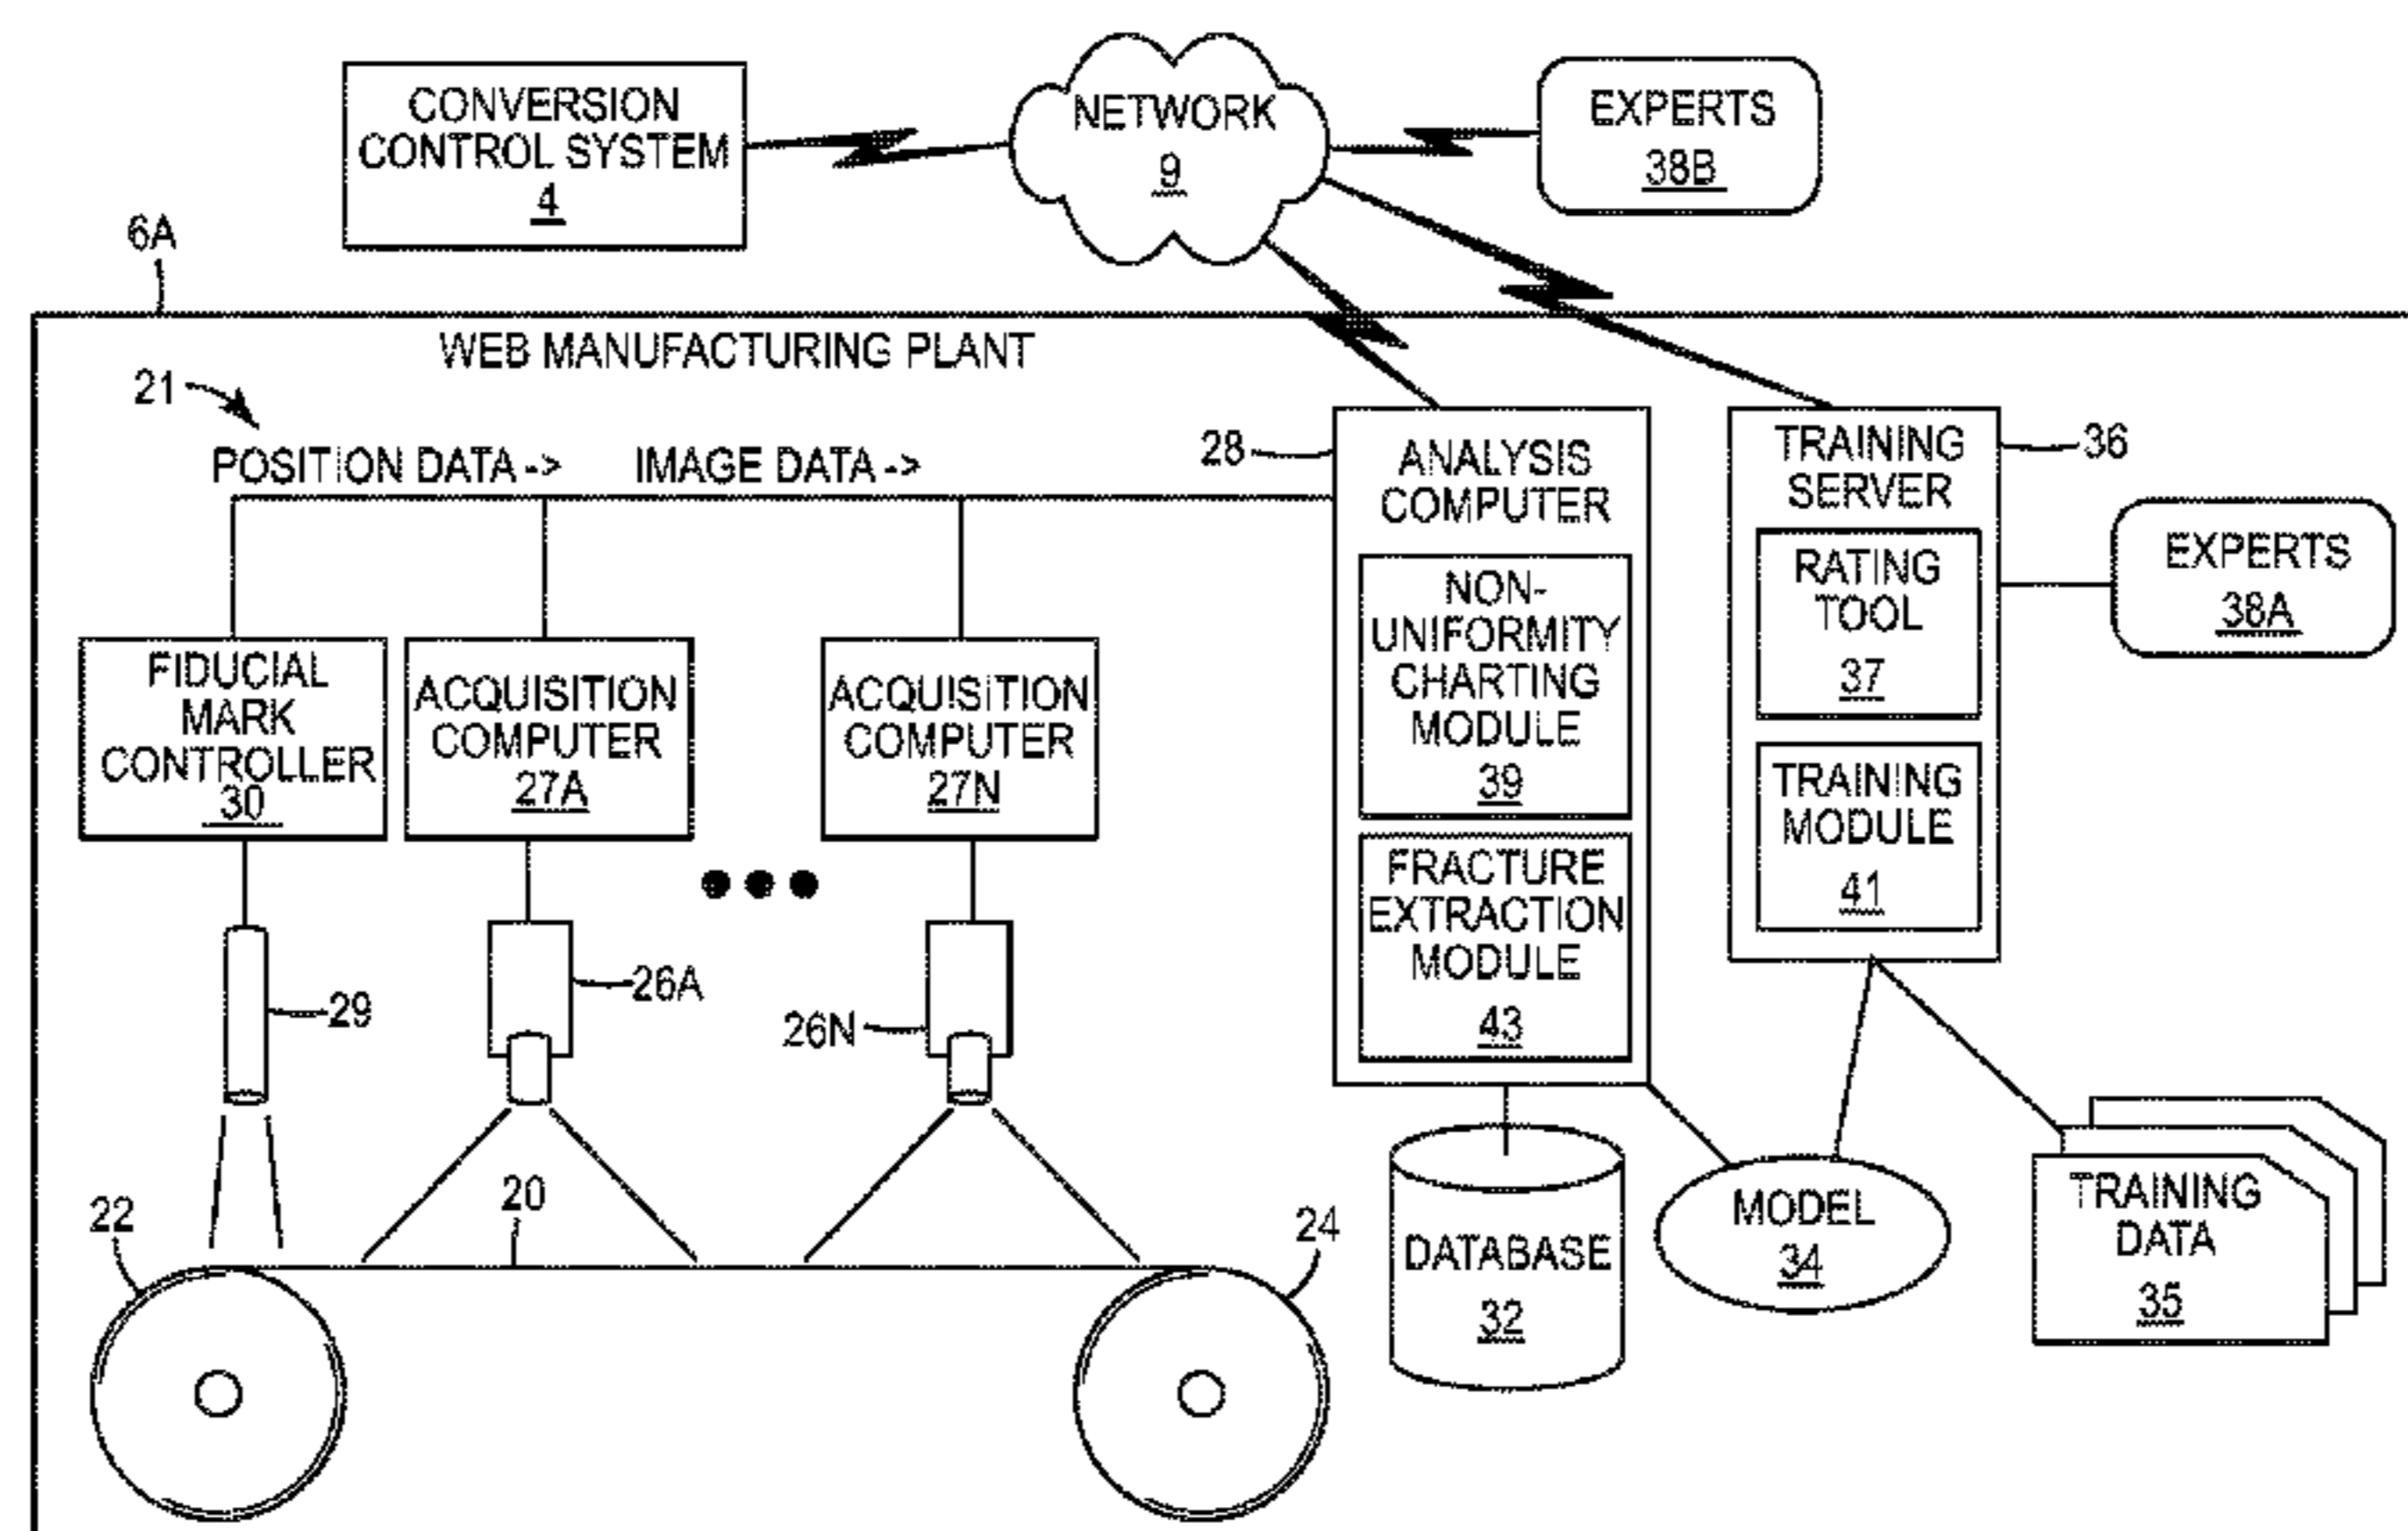 CONVERSION
CONTROL SYSTEM
4
NETWORK
9
EXPERTS
38B
6A
WEB MANUFACTURING PLANT
21
POSITION DATA ->
IMAGE DATA ->
28
ANALYSIS
COMPUTER
NON-
UNIFORMITY
CHARTING
MODULE
39
FRACTURE
EXTRACTION
MODULE
43
TRAINING
SERVER
36
RATING
TOOL
37
TRAINING
MODULE
41
EXPERTS
38A
FIDUCIAL
MARK
CONTROLLER
30
ACQUISITION
COMPUTER
27A
ACQUISITION
COMPUTER
27N
29
26A
26N
22
20
24
DATABASE
32
MODEL
34
TRAINING
DATA
35